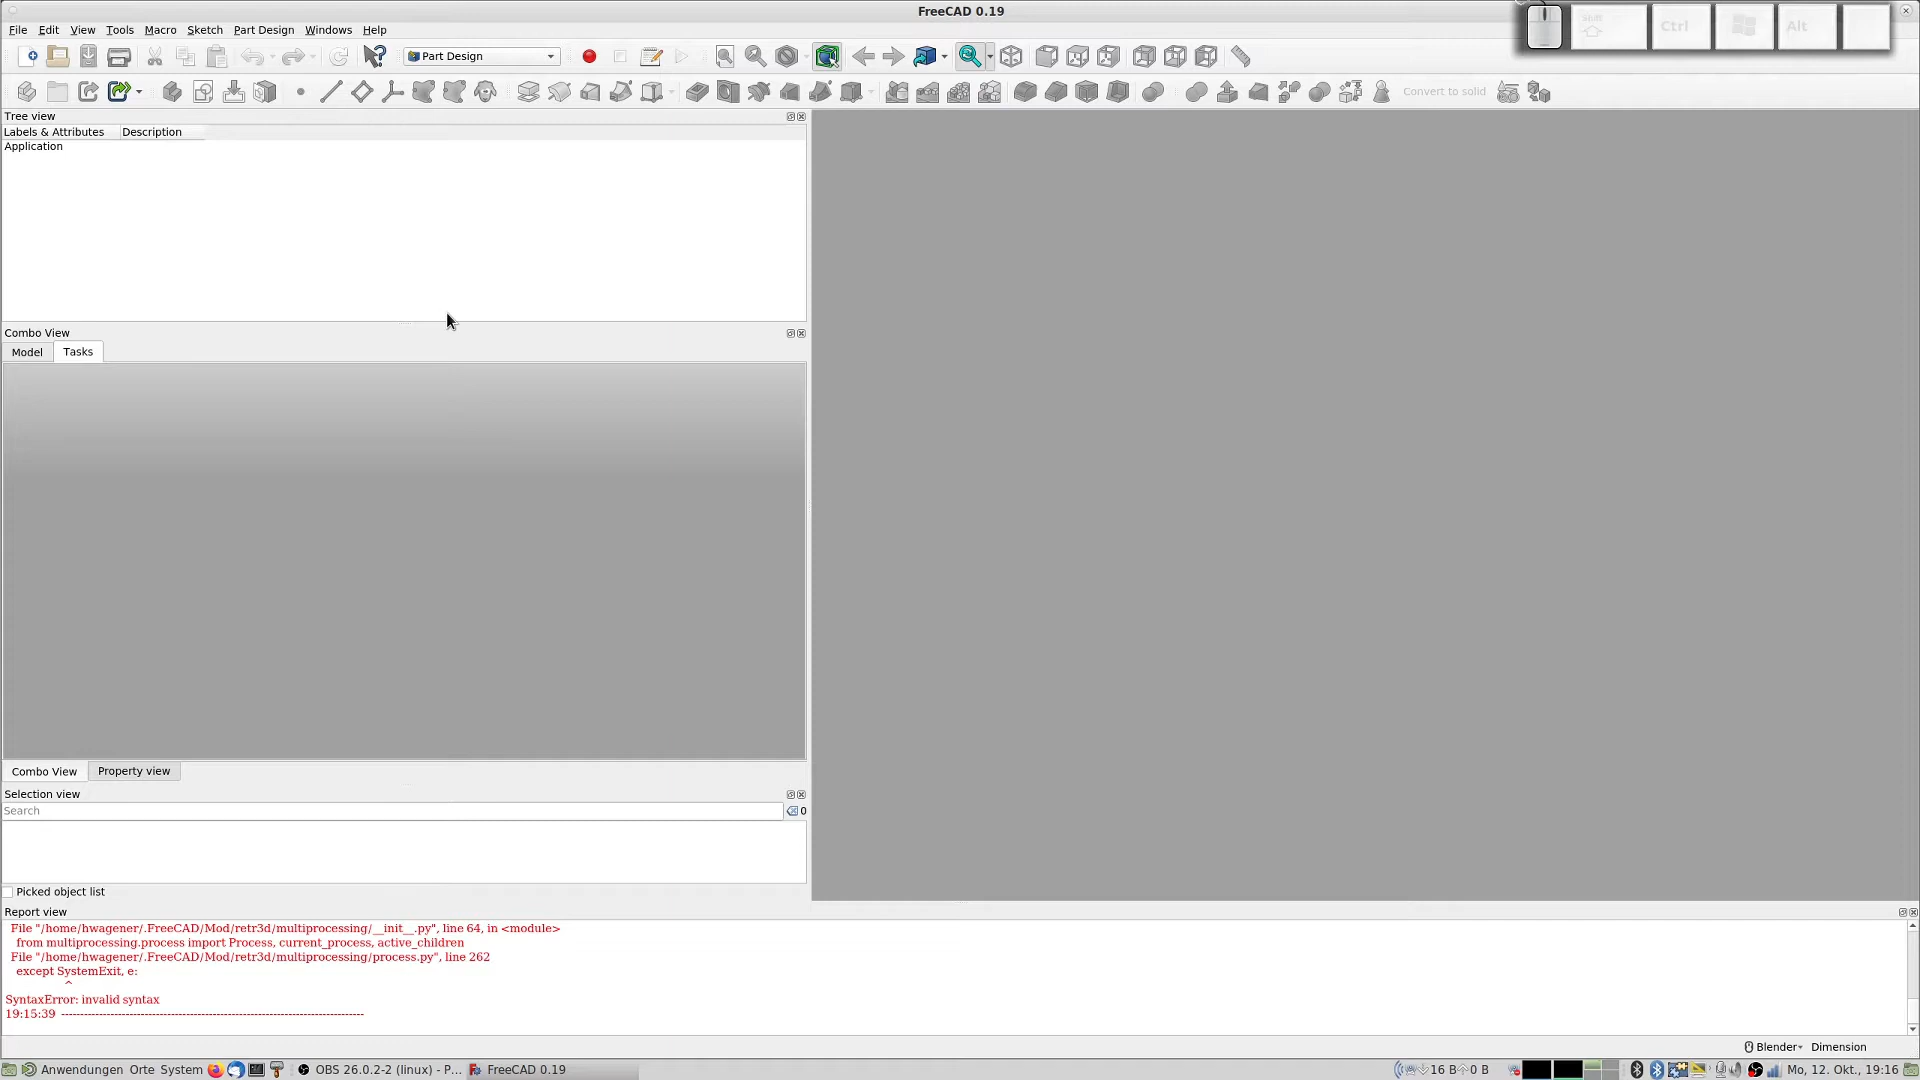 FreeCAD 0.19
Shift
Ctrl
Alt
File Edit View Tools Macro Sketch Part Design Windows Help
Part Design
Convert to solid
Tree view
Labels & Attributes Description
Application
Combo View
Model Tasks
Combo View Property view
Selection view
Search 0
Picked object list
Report view
File "/home/hwagener/.FreeCAD/Mod/retr3d/multiprocessing/__init__.py", line 64, in <module>
from multiprocessing.process import Process, current_process, active_children
File "/home/hwagener/.FreeCAD/Mod/retr3d/multiprocessing/process.py", line 262
except SystemExit, e:
^
SyntaxError: invalid syntax
19:15:39 --------------------------------------------------------------------------------
Blender Dimension
Anwendungen Orte System OBS 26.0.2-2 (linux) - P... FreeCAD 0.19 16 B 0 B Mo, 12. Okt., 19:16